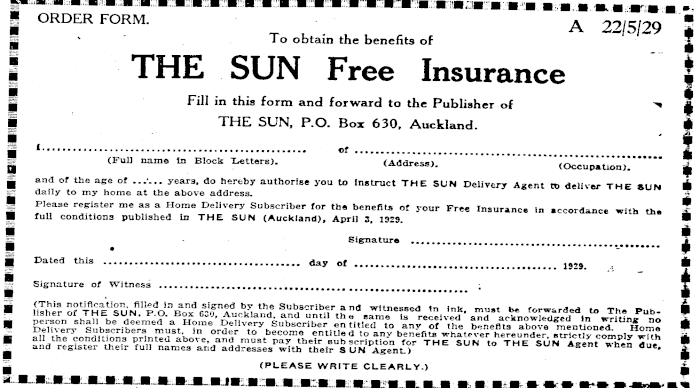 ORDER FORM.
A 22/5/29
To obtain the benefits of
THE SUN Free Insurance
Fill in this form and forward to the Publisher of
THE SUN, P.O. Box 630, Auckland.
I.................................................. of ..................................................
(Full name in Block Letters). (Address). (Occupation).
and of the age of ....... years, do hereby authorise you to instruct THE SUN Delivery Agent to deliver THE SUN
daily to my home at the above address.
Please register me as a Home Delivery Subscriber for the benefits of your Free Insurance in accordance with the
full conditions published in THE SUN (Auckland), April 3, 1929.
Signature ..................................................
Dated this .................................... day of .................................... 1929.
Signature of Witness ..................................................
(This notification, filled in and signed by the Subscriber and witnessed in ink, must be forwarded to The Pub-
lisher of THE SUN, P.O. Box 630, Auckland, and until the same is received and acknowledged in writing no
person shall be deemed a Home Delivery Subscriber entitled to any of the benefits above mentioned. Home
Delivery Subscribers must, in order to become entitled to any benefits whatever hereunder, strictly comply with
all the conditions printed above, and must pay their subscription for THE SUN to THE SUN Agent when due,
and register their full names and addresses with their SUN Agent.)
(PLEASE WRITE CLEARLY.)